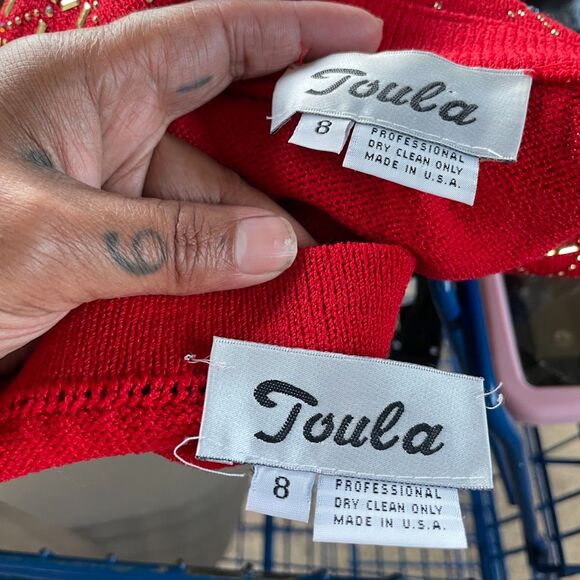 Toula
8
PROFESSIONAL
DRY CLEAN ONLY
MADE IN U.S.A.
Toula
8
PROFESSIONAL
DRY CLEAN ONLY
MADE IN U.S.A.